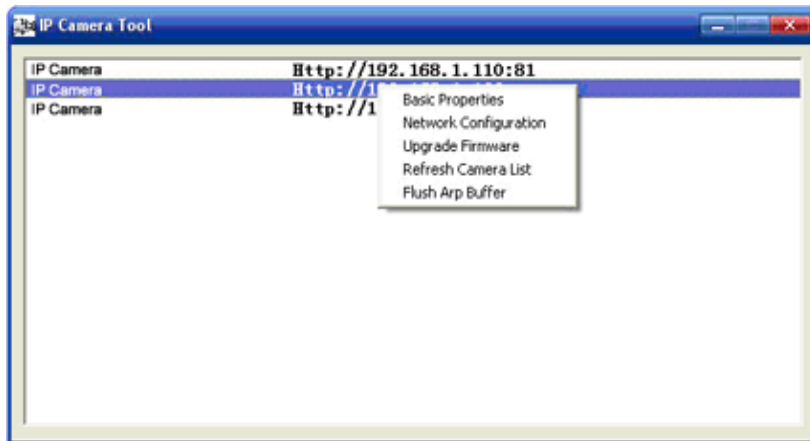 IP Camera Tool
IP Camera Http://192.168.1.110:81
IP Camera Http://1
IP Camera Http://1
Basic Properties
Network Configuration
Upgrade Firmware
Refresh Camera List
Flush Arp Buffer